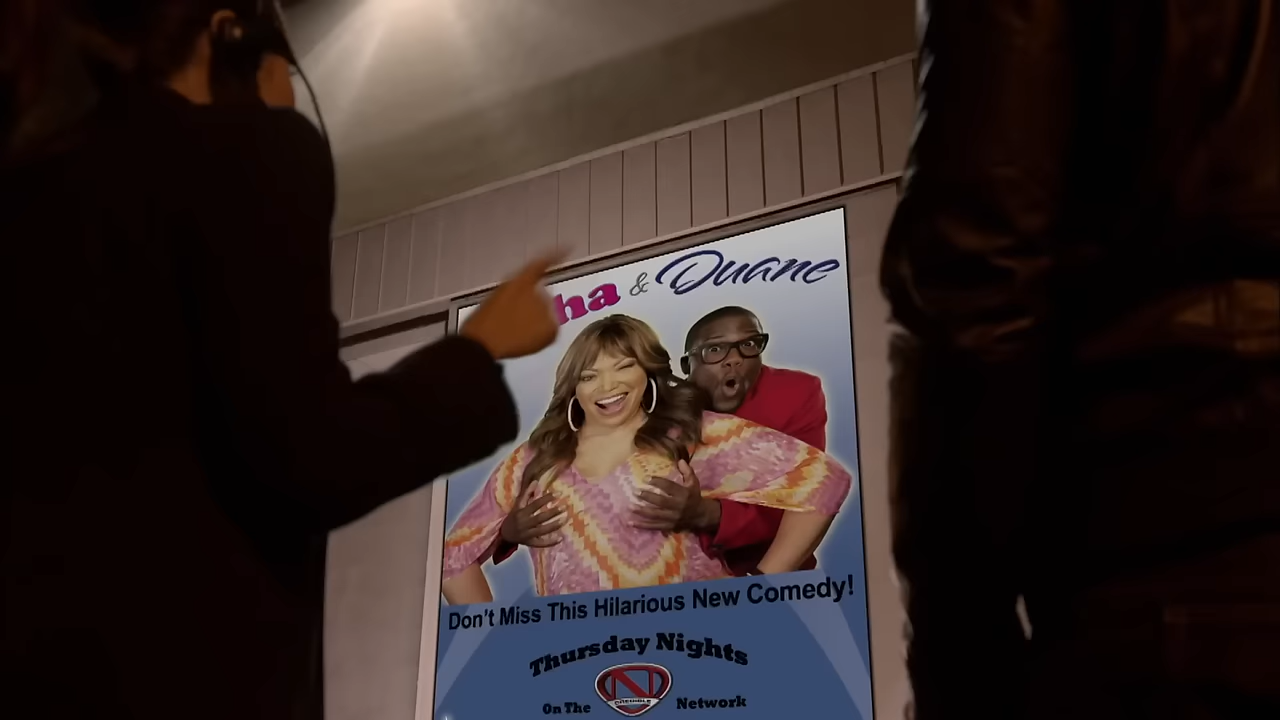 ha & Duane
Don't Miss This Hilarious New Comedy!
Thursday Nights
On The N Network